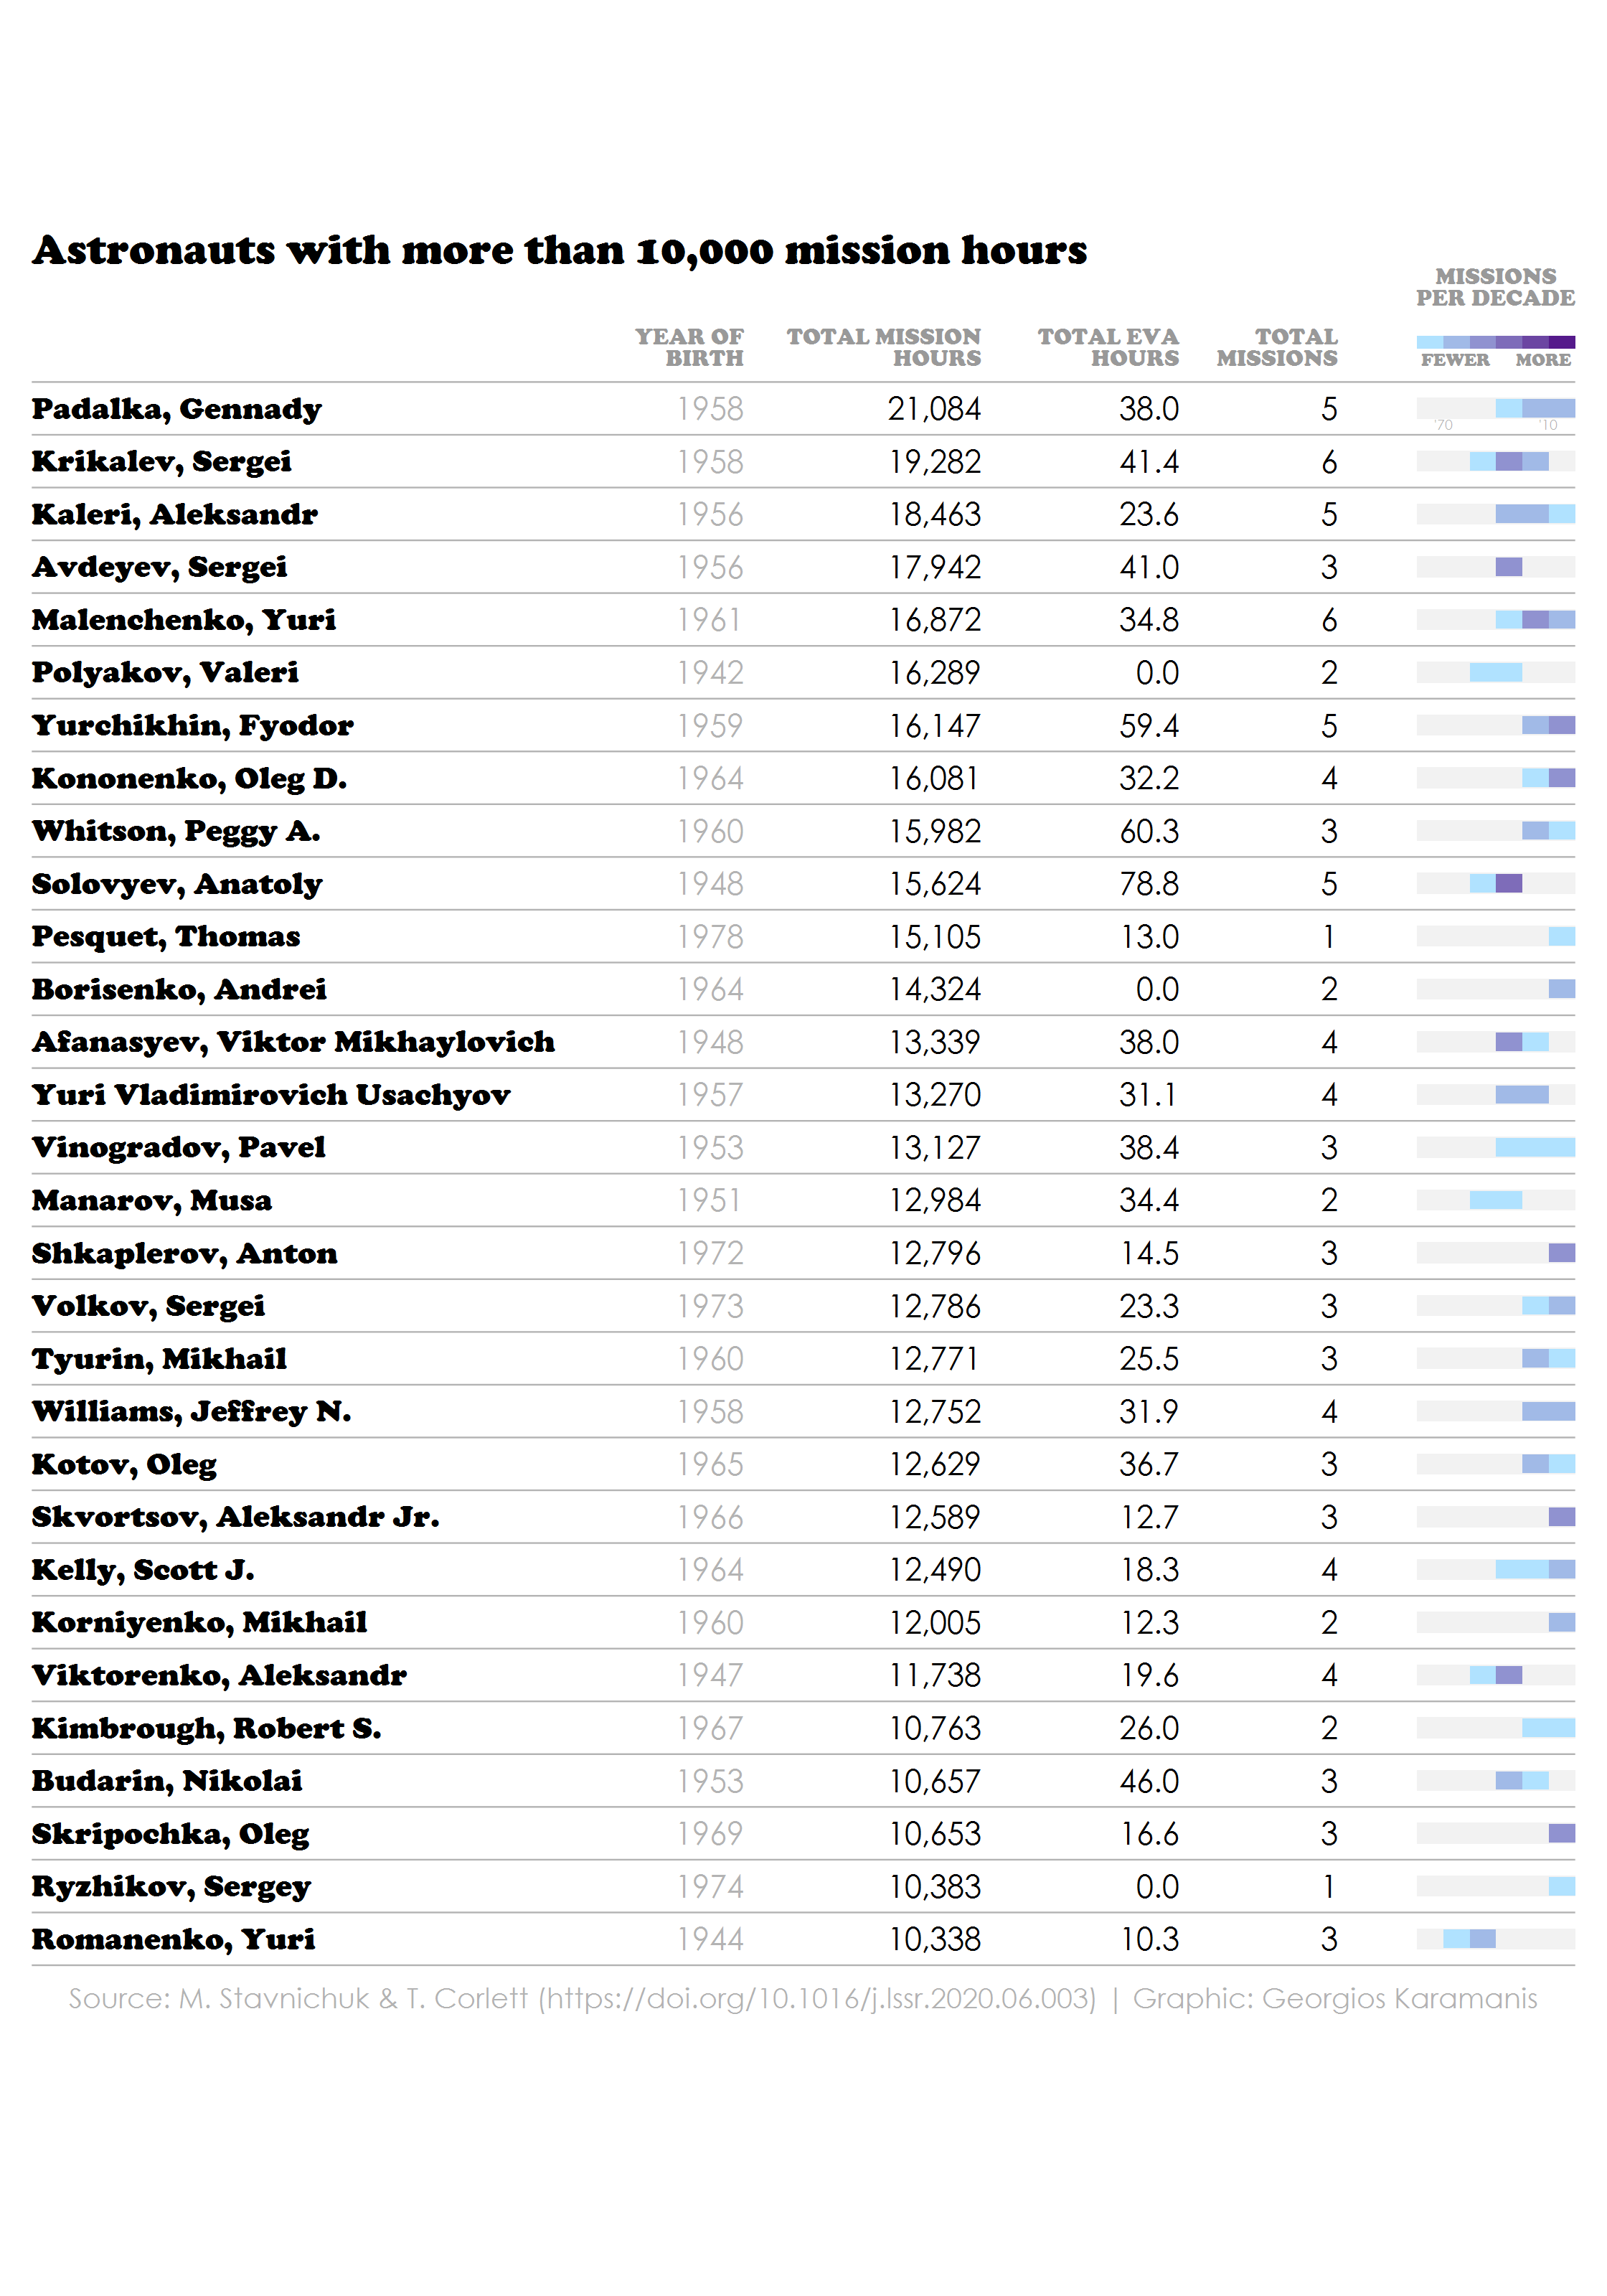 Astronauts with more than 10,000 mission hours
MISSIONS
PER DECADE
YEAR OF BIRTH TOTAL MISSION HOURS TOTAL EVA HOURS TOTAL MISSIONS FEWER MORE
Padalka, Gennady 1958 21,084 38.0 5
'70 '10
Krikalev, Sergei 1958 19,282 41.4 6
Kaleri, Aleksandr 1956 18,463 23.6 5
Avdeyev, Sergei 1956 17,942 41.0 3
Malenchenko, Yuri 1961 16,872 34.8 6
Polyakov, Valeri 1942 16,289 0.0 2
Yurchikhin, Fyodor 1959 16,147 59.4 5
Kononenko, Oleg D. 1964 16,081 32.2 4
Whitson, Peggy A. 1960 15,982 60.3 3
Solovyev, Anatoly 1948 15,624 78.8 5
Pesquet, Thomas 1978 15,105 13.0 1
Borisenko, Andrei 1964 14,324 0.0 2
Afanasyev, Viktor Mikhaylovich 1948 13,339 38.0 4
Yuri Vladimirovich Usachyov 1957 13,270 31.1 4
Vinogradov, Pavel 1953 13,127 38.4 3
Manarov, Musa 1951 12,984 34.4 2
Shkaplerov, Anton 1972 12,796 14.5 3
Volkov, Sergei 1973 12,786 23.3 3
Tyurin, Mikhail 1960 12,771 25.5 3
Williams, Jeffrey N. 1958 12,752 31.9 4
Kotov, Oleg 1965 12,629 36.7 3
Skvortsov, Aleksandr Jr. 1966 12,589 12.7 3
Kelly, Scott J. 1964 12,490 18.3 4
Korniyenko, Mikhail 1960 12,005 12.3 2
Viktorenko, Aleksandr 1947 11,738 19.6 4
Kimbrough, Robert S. 1967 10,763 26.0 2
Budarin, Nikolai 1953 10,657 46.0 3
Skripochka, Oleg 1969 10,653 16.6 3
Ryzhikov, Sergey 1974 10,383 0.0 1
Romanenko, Yuri 1944 10,338 10.3 3
Source: M. Stavnichuk & T. Corlett (https://doi.org/10.1016/j.lssr.2020.06.003) | Graphic: Georgios Karamanis